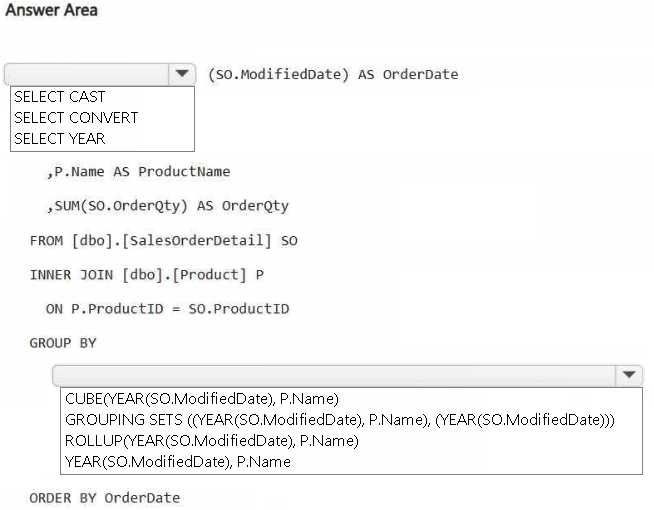 Answer Area
(SO.ModifiedDate) AS OrderDate
SELECT CAST
SELECT CONVERT
SELECT YEAR
,P.Name AS ProductName
,SUM(SO.OrderQty) AS OrderQty
FROM [dbo].[SalesOrderDetail] SO
INNER JOIN [dbo].[Product] P
ON P.ProductID = SO.ProductID
GROUP BY
CUBE(YEAR(SO.ModifiedDate), P.Name)
GROUPING SETS ((YEAR(SO.ModifiedDate), P.Name), (YEAR(SO.ModifiedDate)))
ROLLUP(YEAR(SO.ModifiedDate), P.Name)
YEAR(SO.ModifiedDate), P.Name
ORDER BY OrderDate